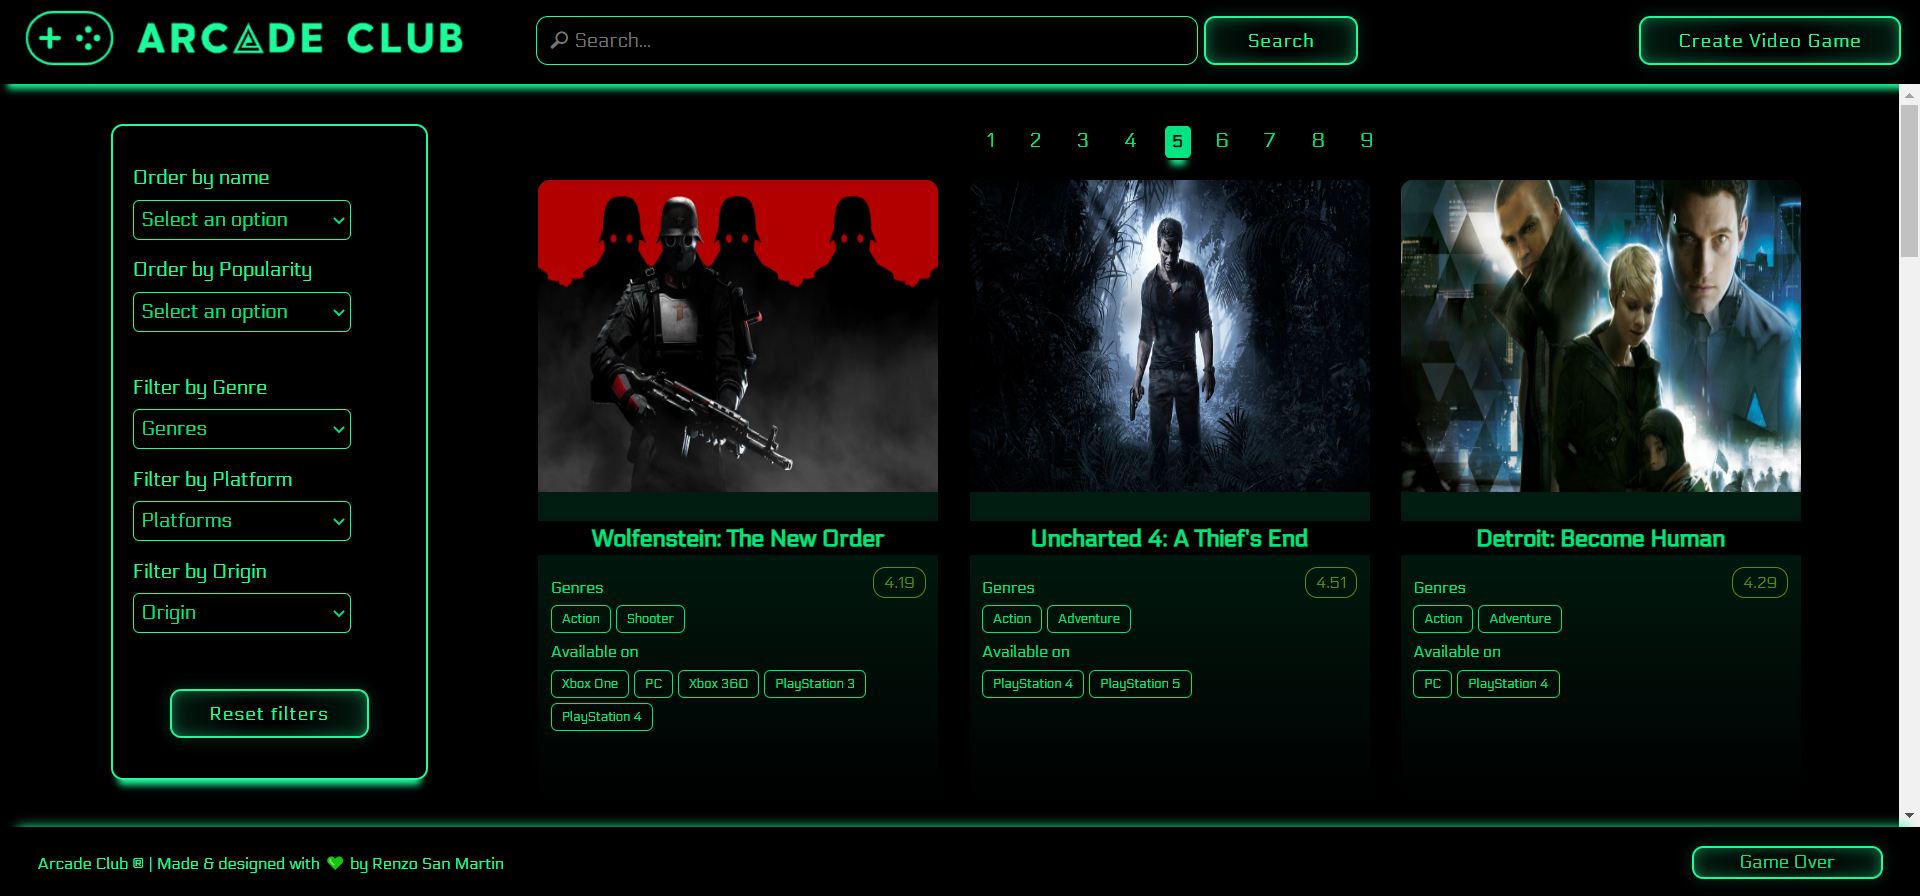 ARCADE CLUB
Search...
Search
Create Video Game
1 2 3 4 5 6 7 8 9
Order by name
Select an option
Order by Popularity
Select an option
Filter by Genre
Genres
Filter by Platform
Platforms
Filter by Origin
Origin
Reset filters
Wolfenstein: The New Order
4.19
Genres
Action Shooter
Available on
Xbox One PC Xbox 360 PlayStation 3
PlayStation 4
Uncharted 4: A Thief's End
4.51
Genres
Action Adventure
Available on
PlayStation 4 PlayStation 5
Detroit: Become Human
4.29
Genres
Action Adventure
Available on
PC PlayStation 4
Arcade Club ® | Made & designed with 💚 by Renzo San Martin
Game Over